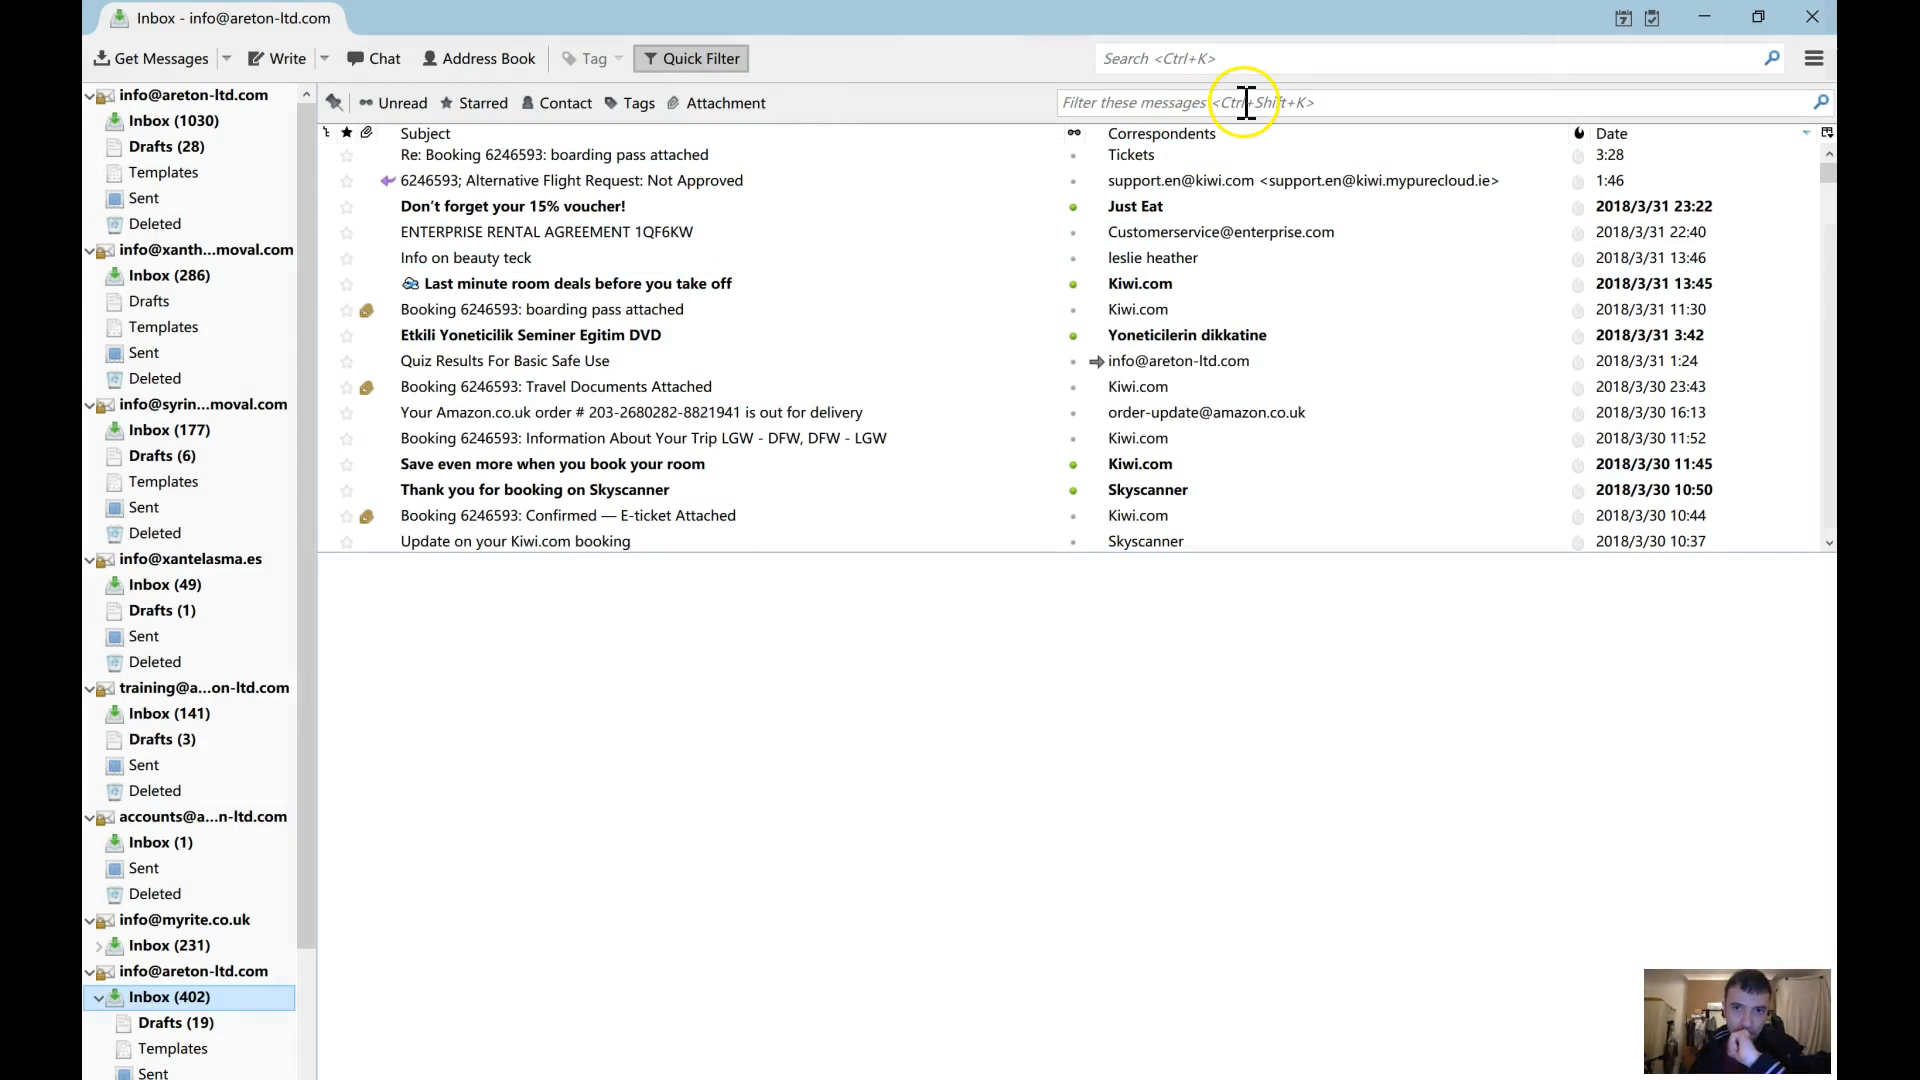 Inbox - info@areton-ltd.com
Get Messages Write Chat Address Book Tag Quick Filter Search <Ctrl+K>
Unread Starred Contact Tags Attachment Filter these messages <Ctrl+Shift+K>
Subject Correspondents Date
Re: Booking 6246593: boarding pass attached Tickets 3:28
6246593; Alternative Flight Request: Not Approved support.en@kiwi.com <support.en@kiwi.mypurecloud.ie> 1:46
Don't forget your 15% voucher! Just Eat 2018/3/31 23:22
ENTERPRISE RENTAL AGREEMENT 1QF6KW Customerservice@enterprise.com 2018/3/31 22:40
Info on beauty teck leslie heather 2018/3/31 13:46
Last minute room deals before you take off Kiwi.com 2018/3/31 13:45
Booking 6246593: boarding pass attached Kiwi.com 2018/3/31 11:30
Etkili Yoneticilik Seminer Egitim DVD Yoneticilerin dikkatine 2018/3/31 3:42
Quiz Results For Basic Safe Use info@areton-ltd.com 2018/3/31 1:24
Booking 6246593: Travel Documents Attached Kiwi.com 2018/3/30 23:43
Your Amazon.co.uk order # 203-2680282-8821941 is out for delivery order-update@amazon.co.uk 2018/3/30 16:13
Booking 6246593: Information About Your Trip LGW - DFW, DFW - LGW Kiwi.com 2018/3/30 11:52
Save even more when you book your room Kiwi.com 2018/3/30 11:45
Thank you for booking on Skyscanner Skyscanner 2018/3/30 10:50
Booking 6246593: Confirmed — E-ticket Attached Kiwi.com 2018/3/30 10:44
Update on your Kiwi.com booking Skyscanner 2018/3/30 10:37
info@areton-ltd.com
Inbox (1030)
Drafts (28)
Templates
Sent
Deleted
info@xanth...moval.com
Inbox (286)
Drafts
Templates
Sent
Deleted
info@syrin...moval.com
Inbox (177)
Drafts (6)
Templates
Sent
Deleted
info@xantelasma.es
Inbox (49)
Drafts (1)
Sent
Deleted
training@a...on-ltd.com
Inbox (141)
Drafts (3)
Sent
Deleted
accounts@a...n-ltd.com
Inbox (1)
Sent
Deleted
info@myrite.co.uk
Inbox (231)
info@areton-ltd.com
Inbox (402)
Drafts (19)
Templates
Sent